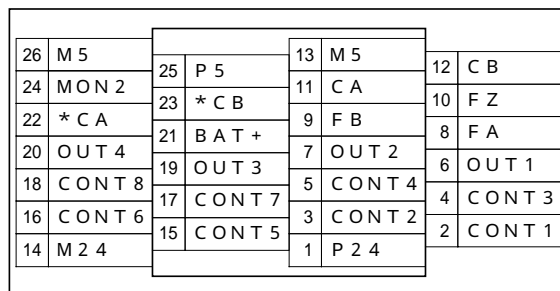 26 M5
24 MON2
22 *CA
20 OUT4
18 CONT8
16 CONT6
14 M24
25 P5
23 *CB
21 BAT+
19 OUT3
17 CONT7
15 CONT5
13 M5
11 CA
9 FB
7 OUT2
5 CONT4
3 CONT2
1 P24
12 CB
10 FZ
8 FA
6 OUT1
4 CONT3
2 CONT1